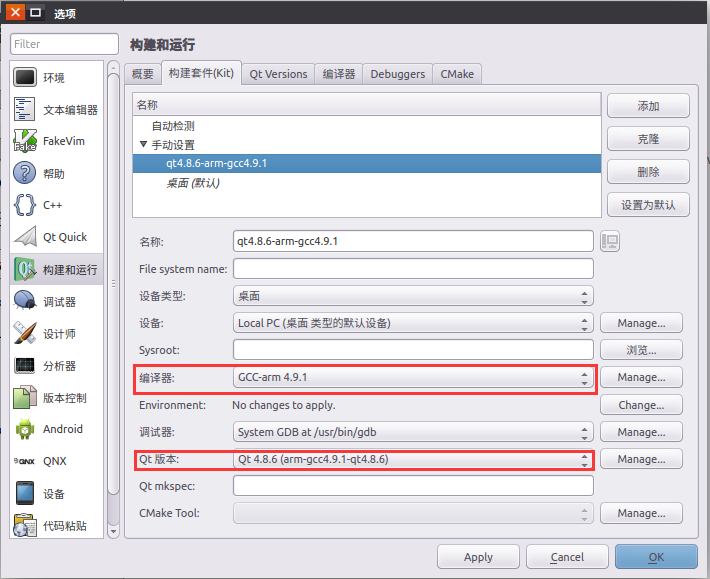 选项
Filter
环境
文本编辑器
FakeVim
帮助
C++
Qt Quick
构建和运行
调试器
设计师
分析器
版本控制
Android
QNX
设备
代码粘贴
构建和运行
概要
构建套件(Kit)
Qt Versions
编译器
Debuggers
CMake
名称
自动检测
手动设置
qt4.8.6-arm-gcc4.9.1
桌面 (默认)
添加
克隆
删除
设置为默认
名称: qt4.8.6-arm-gcc4.9.1
File system name:
设备类型: 桌面
设备: Local PC (桌面 类型的默认设备) Manage...
Sysroot: 浏览...
编译器: GCC-arm 4.9.1 Manage...
Environment: No changes to apply. Change...
调试器: System GDB at /usr/bin/gdb Manage...
Qt 版本: Qt 4.8.6 (arm-gcc4.9.1-qt4.8.6) Manage...
Qt mkspec:
CMake Tool: Manage...
Apply Cancel OK